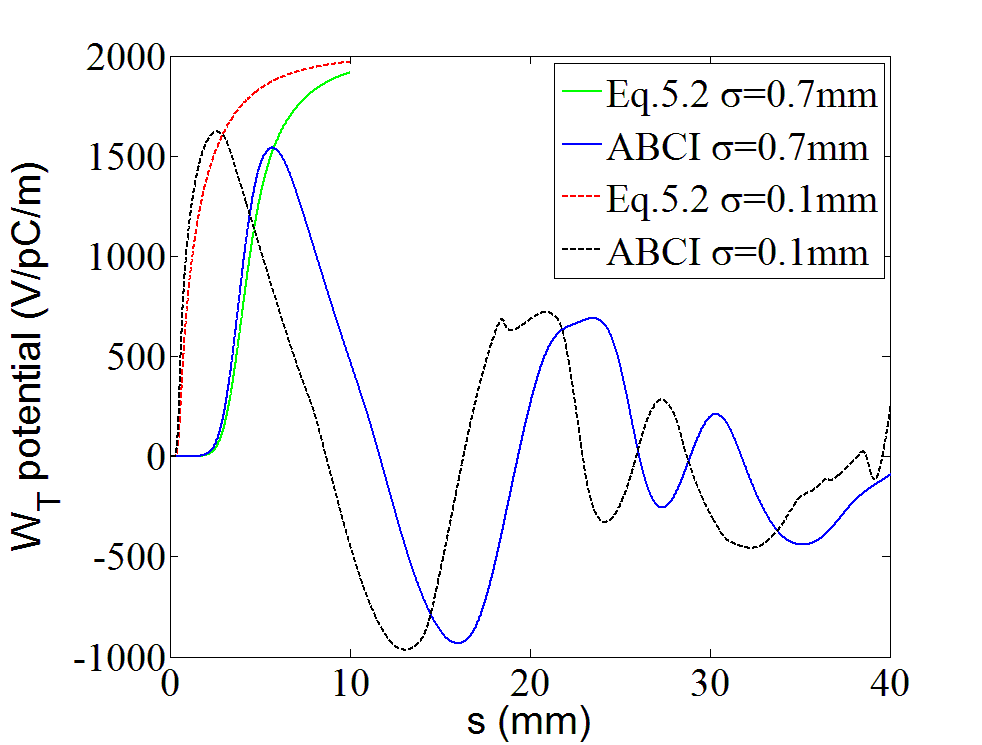 2000
1500
1000
500
0
-500
-1000
W_T potential (V/pC/m)
Eq.5.2 σ=0.7mm
ABCI σ=0.7mm
Eq.5.2 σ=0.1mm
ABCI σ=0.1mm
0 10 20 30 40
s (mm)